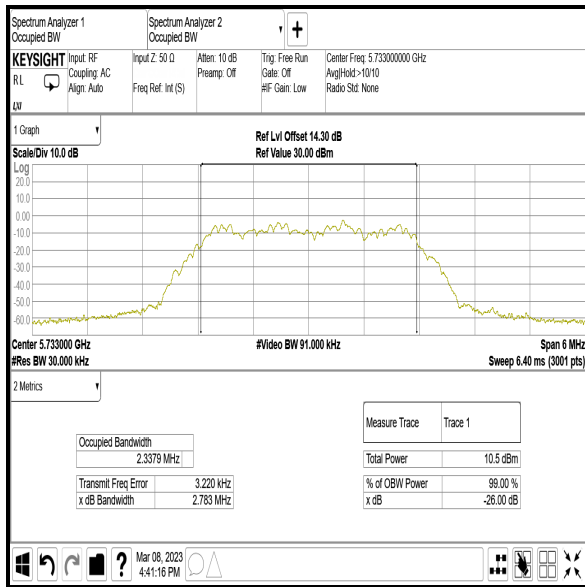 Spectrum Analyzer 1
Occupied BW
Spectrum Analyzer 2
Occupied BW
KEYSIGHT
RL
LXI
Input: RF
Coupling: AC
Align: Auto
Input Z: 50 Ω
Freq Ref: Int (S)
Atten: 10 dB
Preamp: Off
Trig: Free Run
Gate: Off
#IF Gain: Low
Center Freq: 5.733000000 GHz
Avg|Hold:>10/10
Radio Std: None
1 Graph
Scale/Div 10.0 dB
Ref Lvl Offset 14.30 dB
Ref Value 30.00 dBm
Log
20.0
10.0
0.00
-10.0
-20.0
-30.0
-40.0
-50.0
-60.0
Center 5.733000 GHz
#Res BW 30.000 kHz
#Video BW 91.000 kHz
Span 6 MHz
Sweep 6.40 ms (3001 pts)
2 Metrics
Occupied Bandwidth
2.3379 MHz
Transmit Freq Error 3.220 kHz
x dB Bandwidth 2.783 MHz
Measure Trace Trace 1
Total Power 10.5 dBm
% of OBW Power 99.00 %
x dB -26.00 dB
?
Mar 08, 2023
4:41:16 PM